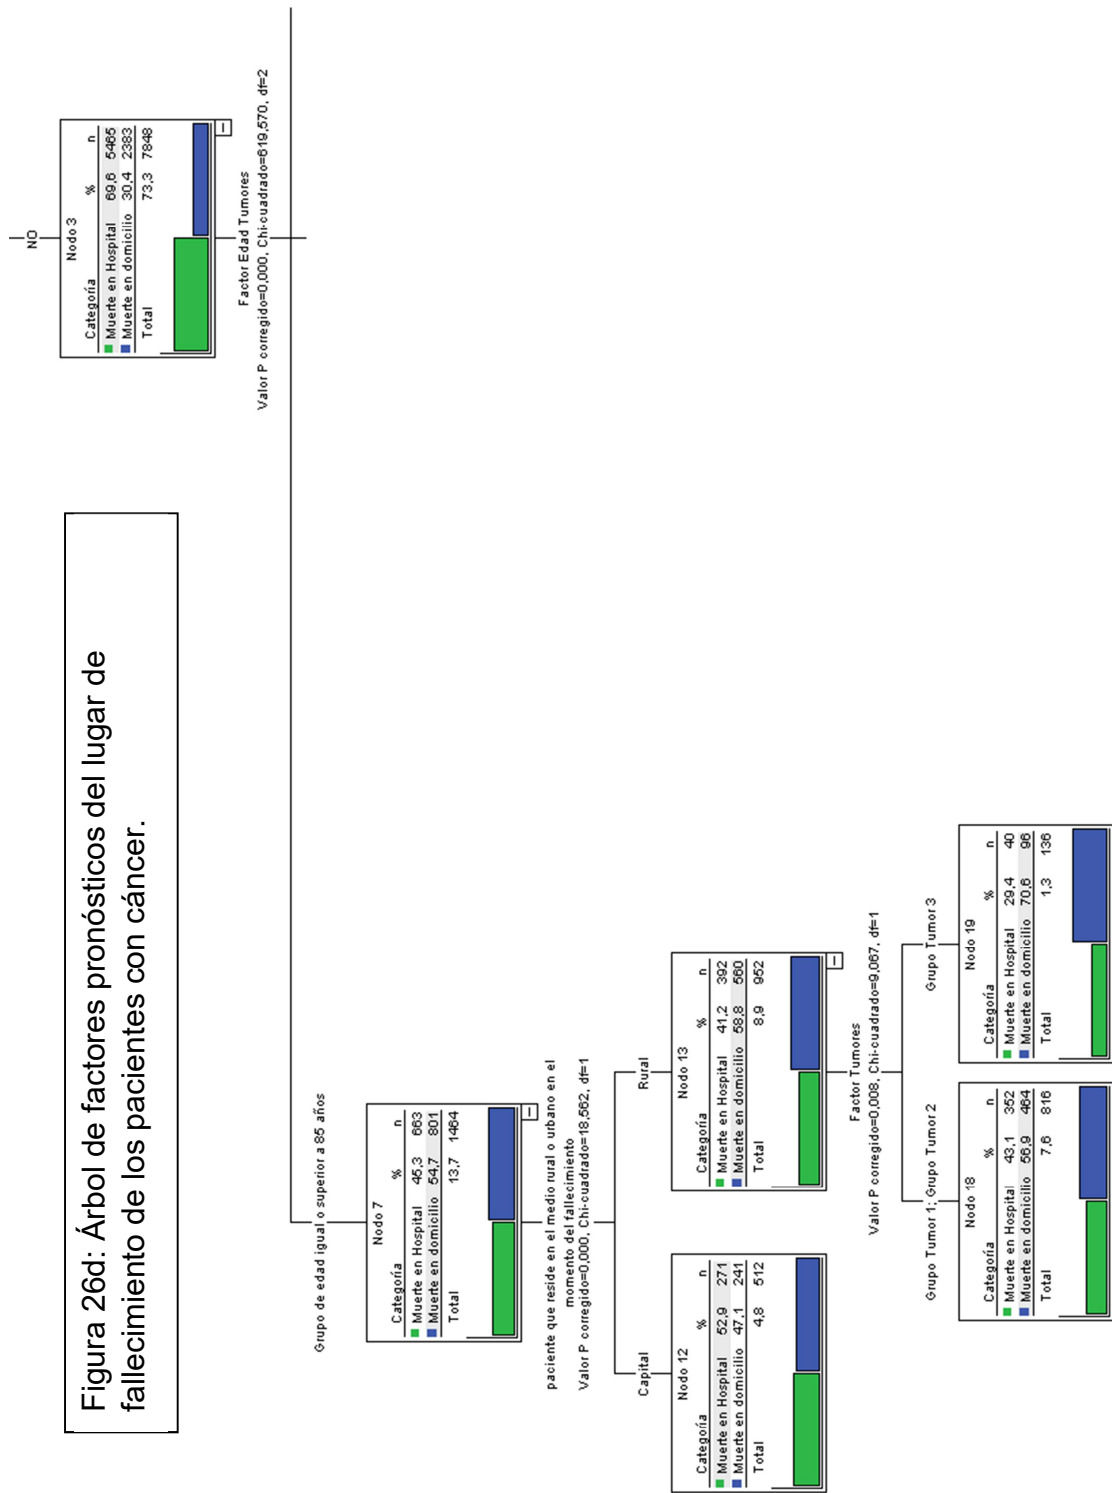 Figura 26d: Árbol de factores pronósticos del lugar de
fallecimiento de los pacientes con cáncer.
NO
Nodo 3
Categoría % n
Muerte en Hospital 69,6 5465
Muerte en domicilio 30,4 2383
Total 73,3 7848
Factor Edad Tumores
Valor P corregido=0,000, Chi-cuadrado=619,570, df=2
Grupo de edad igual o superior a 85 años
Nodo 7
Categoría % n
Muerte en Hospital 45,3 663
Muerte en domicilio 54,7 801
Total 13,7 1464
paciente que reside en el medio rural o urbano en el
momento del fallecimiento
Valor P corregido=0,000, Chi-cuadrado=18,562, df=1
Capital
Nodo 12
Categoría % n
Muerte en Hospital 52,9 271
Muerte en domicilio 47,1 241
Total 4,8 512
Rural
Nodo 13
Categoría % n
Muerte en Hospital 41,2 392
Muerte en domicilio 58,8 560
Total 8,9 952
Factor Tumores
Valor P corregido=0,008, Chi-cuadrado=9,067, df=1
Grupo Tumor 1; Grupo Tumor 2
Nodo 18
Categoría % n
Muerte en Hospital 43,1 352
Muerte en domicilio 56,9 464
Total 7,6 816
Grupo Tumor 3
Nodo 19
Categoría % n
Muerte en Hospital 29,4 40
Muerte en domicilio 70,6 96
Total 1,3 136